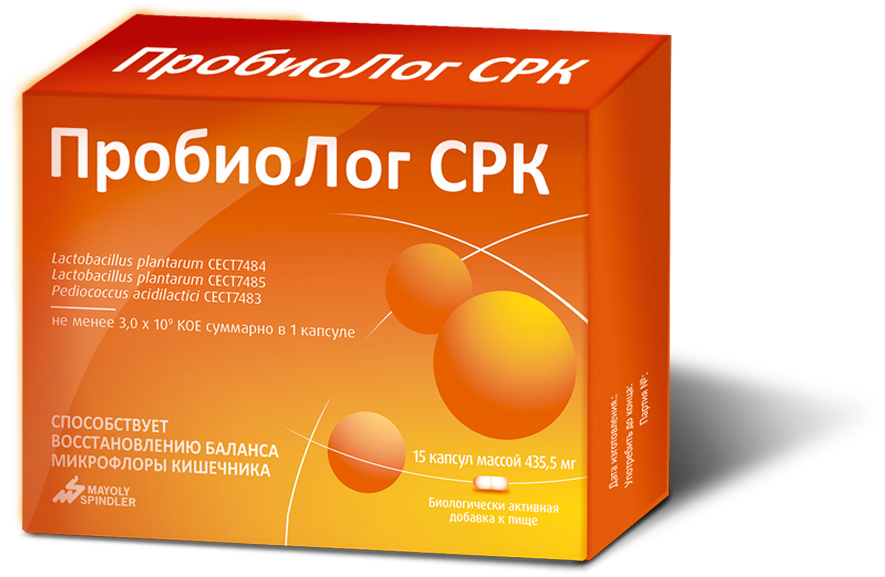 ПробиоЛог СРК
ПробиоЛог СРК
Lactobacillus plantarum CECT7484
Lactobacillus plantarum CECT7485
Pediococcus acidilactici CECT7483
не менее 3,0 x 10⁹ КОЕ суммарно в 1 капсуле
СПОСОБСТВУЕТ
ВОССТАНОВЛЕНИЮ БАЛАНСА
МИКРОФЛОРЫ КИШЕЧНИКА
MAYOLY
SPINDLER
15 капсул массой 435,5 мг
Биологически активная
добавка к пище
Дата изготовления:
Употребить до конца:
Партия №: